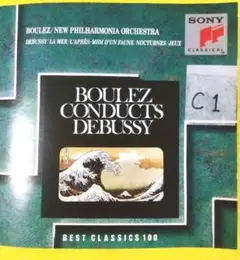 BOULEZ/NEW PHILHARMONIA ORCHESTRA
DEBUSSY: LA MER·L'APRÈS-MIDI D'UN FAUNE·NOCTURNES·JEUX
SONY
CLASSICAL
C1
BOULEZ
CONDUCTS
DEBUSSY
BEST CLASSICS 100